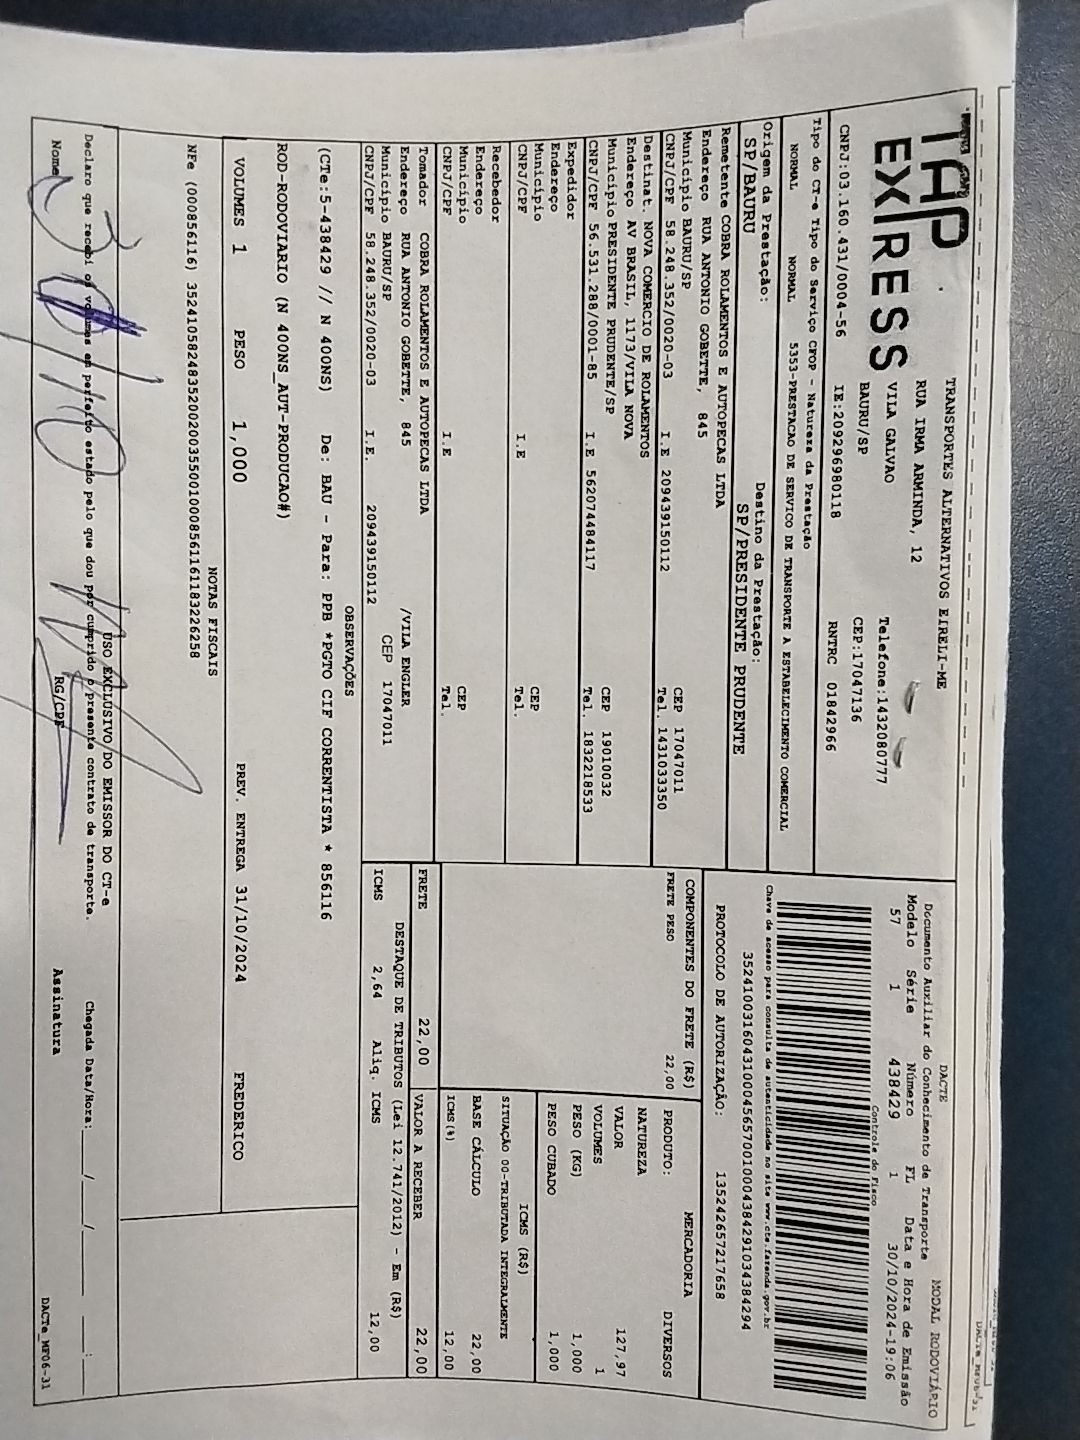 TAP
EXPRESS
TRANSPORTES ALTERNATIVOS EIRELI-ME
RUA IRMA ARMINDA, 12
VILA GALVAO
Telefone:1432080777
BAURU/SP
CEP:17047136
CNPJ:03.160.431/0004-56
IE:209296980118
RNTRC 01842966
DACTE
MODAL RODOVIÁRIO
Documento Auxiliar do Conhecimento de Transporte
Modelo Série Número FL Data e Hora de Emissão
57 1 438429 1 30/10/2024-19:06
Controle do Fisco
Chave de acesso para consulta de autenticidade no site www.cte.fazenda.gov.br
35241003160431000456570010004384291034384294
PROTOCOLO DE AUTORIZAÇÃO: 135242657217658
Tipo do CT-e Tipo do Serviço CFOP - Natureza da Prestação
NORMAL NORMAL 5353-PRESTACAO DE SERVICO DE TRANSPORTE A ESTABELECIMENTO COMERCIAL
Origem da Prestação: Destino da Prestação:
SP/BAURU SP/PRESIDENTE PRUDENTE
Remetente COBRA ROLAMENTOS E AUTOPECAS LTDA
Endereço RUA ANTONIO GOBETTE, 845
Município BAURU/SP CEP 17047011
CNPJ/CPF 58.248.352/0020-03 I.E 209439150112 Tel. 1431033350
Destinat. NOVA COMERCIO DE ROLAMENTOS
Endereço AV BRASIL, 1173/VILA NOVA
Município PRESIDENTE PRUDENTE/SP CEP 19010032
CNPJ/CPF 56.531.288/0001-85 I.E 562074484117 Tel. 1832218533
Expedidor
Endereço
Município CEP
CNPJ/CPF I.E Tel.
Recebedor
Endereço
Município CEP
CNPJ/CPF I.E Tel.
Tomador COBRA ROLAMENTOS E AUTOPECAS LTDA
Endereço RUA ANTONIO GOBETTE, 845 /VILA ENGLER
Município BAURU/SP CEP 17047011
CNPJ/CPF 58.248.352/0020-03 I.E. 209439150112
COMPONENTES DO FRETE (R$)
FRETE PESO 22,00
MERCADORIA
PRODUTO: DIVERSOS
NATUREZA
VALOR 127,97
VOLUMES 1
PESO (KG) 1,000
PESO CUBADO 1,000
ICMS (R$)
SITUAÇÃO 00-TRIBUTADA INTEGRALMENTE
BASE CÁLCULO 22,00
ICMS(%) 12,00
FRETE 22,00 VALOR A RECEBER 22,00
DESTAQUE DE TRIBUTOS (Lei 12.741/2012) - Em (R$)
ICMS 2,64 Aliq. ICMS 12,00
OBSERVAÇÕES
(CTe:5-438429 // N 400NS) De: BAU - Para: PPB *PGTO CIF CORRENTISTA * 856116
ROD-RODOVIARIO (N 400NS_AUT-PRODUCAO#)
VOLUMES 1 PESO 1,000 PREV. ENTREGA 31/10/2024 FREDERICO
NOTAS FISCAIS
NFe (000856116) 35241058248352002003550010008561161183226258
USO EXCLUSIVO DO EMISSOR DO CT-e
Declaro que recebi os volumes em perfeito estado pelo que dou por cumprido o presente contrato de transporte. Chegada Data/Hora: ____/____/____ ____:____
Nome RG/CPF Assinatura
DACTe_MF06-31